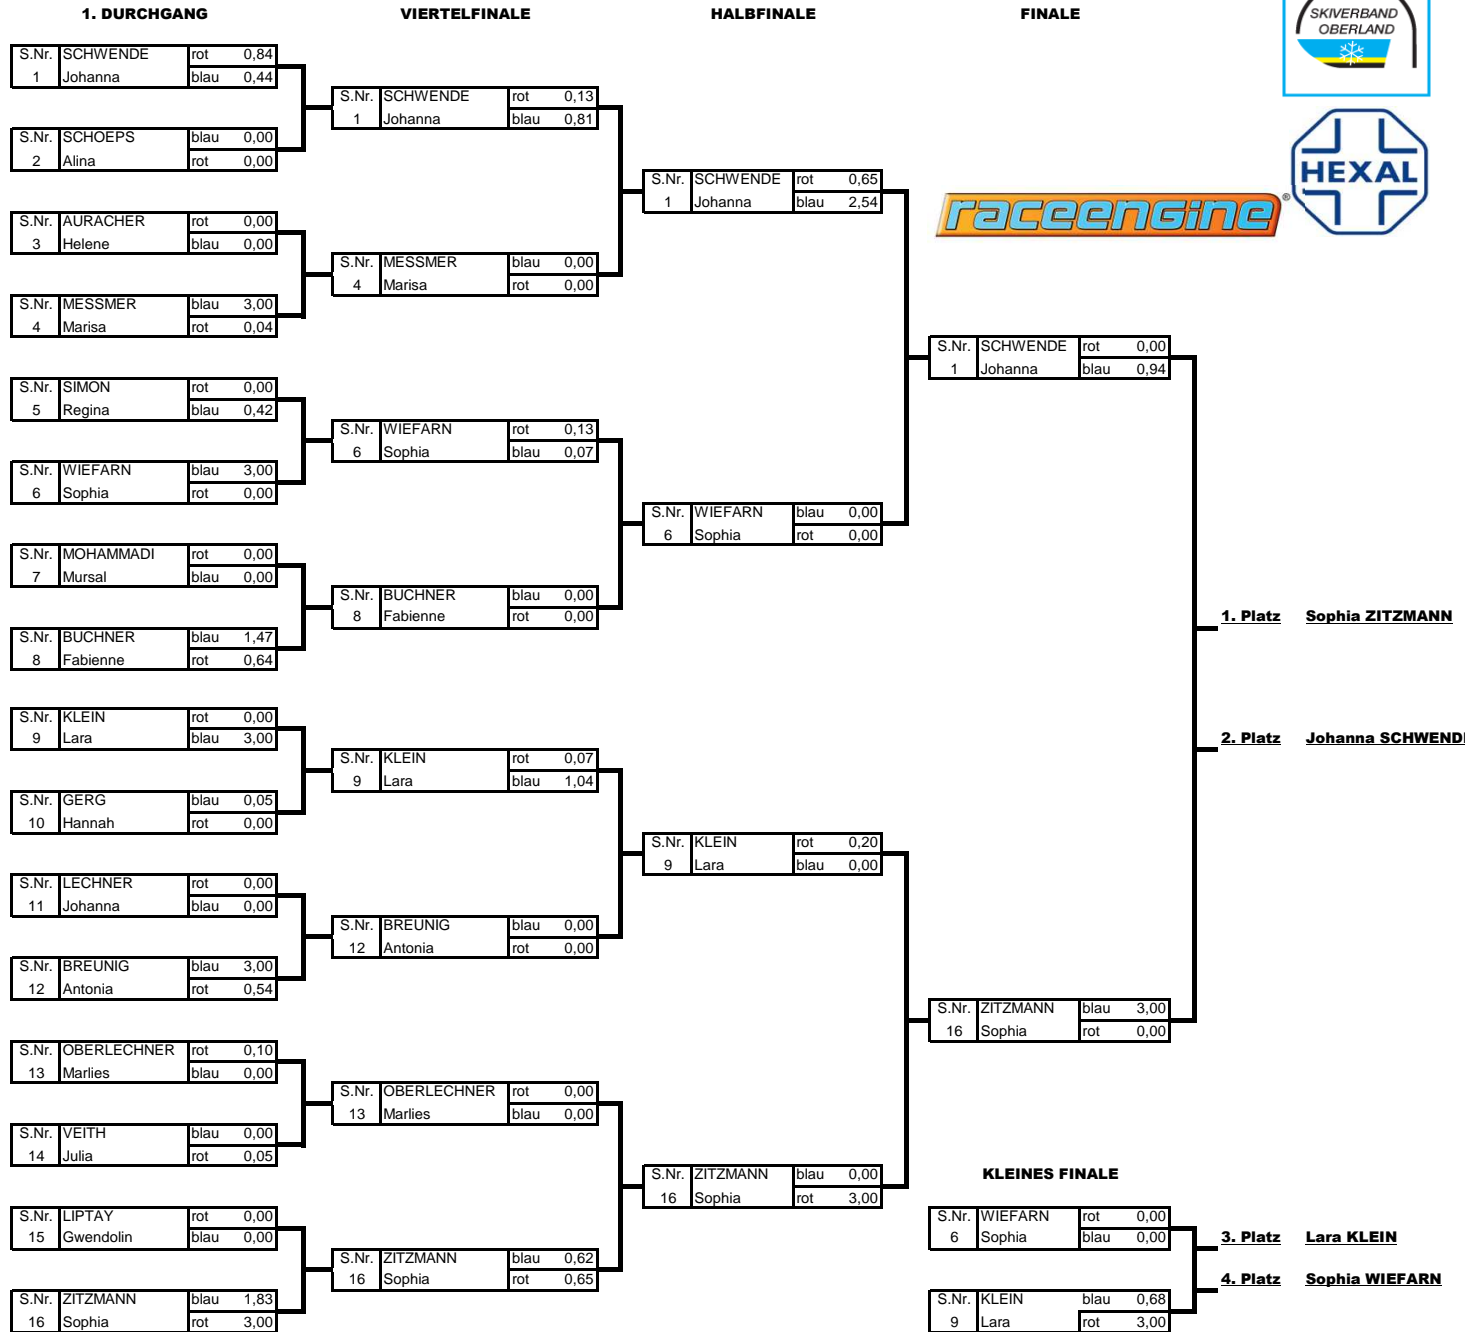 1. DURCHGANG VIERTELFINALE HALBFINALE FINALE
SKIVERBAND
OBERLAND
HEXAL
raceengine®
S.Nr. SCHWENDE rot 0,84
1 Johanna blau 0,44
S.Nr. SCHOEPS blau 0,00
2 Alina rot 0,00
S.Nr. AURACHER rot 0,00
3 Helene blau 0,00
S.Nr. MESSMER blau 3,00
4 Marisa rot 0,04
S.Nr. SIMON rot 0,00
5 Regina blau 0,42
S.Nr. WIEFARN blau 3,00
6 Sophia rot 0,00
S.Nr. MOHAMMADI rot 0,00
7 Mursal blau 0,00
S.Nr. BUCHNER blau 1,47
8 Fabienne rot 0,64
S.Nr. KLEIN rot 0,00
9 Lara blau 3,00
S.Nr. GERG blau 0,05
10 Hannah rot 0,00
S.Nr. LECHNER rot 0,00
11 Johanna blau 0,00
S.Nr. BREUNIG blau 3,00
12 Antonia rot 0,54
S.Nr. OBERLECHNER rot 0,10
13 Marlies blau 0,00
S.Nr. VEITH blau 0,00
14 Julia rot 0,05
S.Nr. LIPTAY rot 0,00
15 Gwendolin blau 0,00
S.Nr. ZITZMANN blau 1,83
16 Sophia rot 3,00
S.Nr. SCHWENDE rot 0,13
1 Johanna blau 0,81
S.Nr. MESSMER blau 0,00
4 Marisa rot 0,00
S.Nr. WIEFARN rot 0,13
6 Sophia blau 0,07
S.Nr. BUCHNER blau 0,00
8 Fabienne rot 0,00
S.Nr. KLEIN rot 0,07
9 Lara blau 1,04
S.Nr. BREUNIG blau 0,00
12 Antonia rot 0,00
S.Nr. OBERLECHNER rot 0,00
13 Marlies blau 0,00
S.Nr. ZITZMANN blau 0,62
16 Sophia rot 0,65
S.Nr. SCHWENDE rot 0,65
1 Johanna blau 2,54
S.Nr. WIEFARN blau 0,00
6 Sophia rot 0,00
S.Nr. KLEIN rot 0,20
9 Lara blau 0,00
S.Nr. ZITZMANN blau 0,00
16 Sophia rot 3,00
S.Nr. SCHWENDE rot 0,00
1 Johanna blau 0,94
S.Nr. ZITZMANN blau 3,00
16 Sophia rot 0,00
1. Platz Sophia ZITZMANN
2. Platz Johanna SCHWENDE
KLEINES FINALE
S.Nr. WIEFARN rot 0,00
6 Sophia blau 0,00
S.Nr. KLEIN blau 0,68
9 Lara rot 3,00
3. Platz Lara KLEIN
4. Platz Sophia WIEFARN